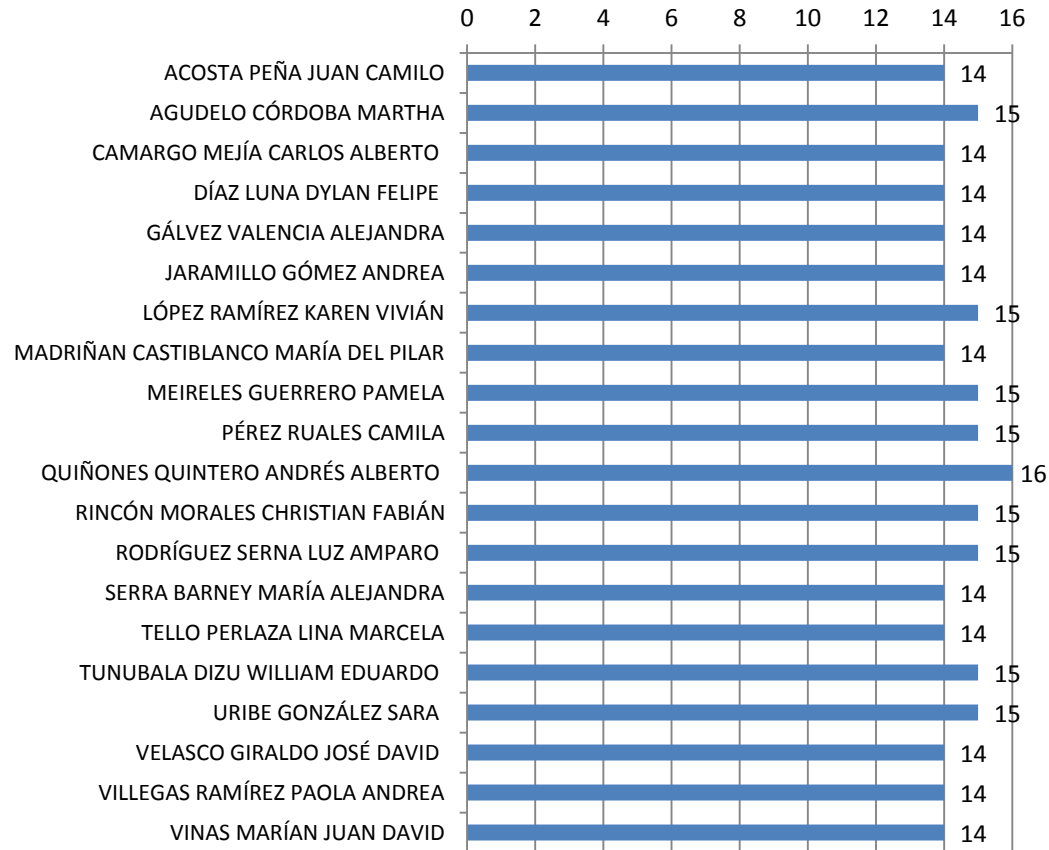 0 2 4 6 8 10 12 14 16
ACOSTA PEÑA JUAN CAMILO 14
AGUDELO CÓRDOBA MARTHA 15
CAMARGO MEJÍA CARLOS ALBERTO 14
DÍAZ LUNA DYLAN FELIPE 14
GÁLVEZ VALENCIA ALEJANDRA 14
JARAMILLO GÓMEZ ANDREA 14
LÓPEZ RAMÍREZ KAREN VIVIÁN 15
MADRIÑAN CASTIBLANCO MARÍA DEL PILAR 14
MEIRELES GUERRERO PAMELA 15
PÉREZ RUALES CAMILA 15
QUIÑONES QUINTERO ANDRÉS ALBERTO 16
RINCÓN MORALES CHRISTIAN FABIÁN 15
RODRÍGUEZ SERNA LUZ AMPARO 15
SERRA BARNEY MARÍA ALEJANDRA 14
TELLO PERLAZA LINA MARCELA 14
TUNUBALA DIZU WILLIAM EDUARDO 15
URIBE GONZÁLEZ SARA 15
VELASCO GIRALDO JOSÉ DAVID 14
VILLEGAS RAMÍREZ PAOLA ANDREA 14
VINAS MARÍAN JUAN DAVID 14